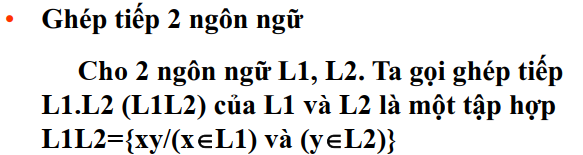 • Ghép tiếp 2 ngôn ngữ
Cho 2 ngôn ngữ L1, L2. Ta gọi ghép tiếp
L1.L2 (L1L2) của L1 và L2 là một tập hợp
L1L2={xy/(x∈L1) và (y∈L2)}